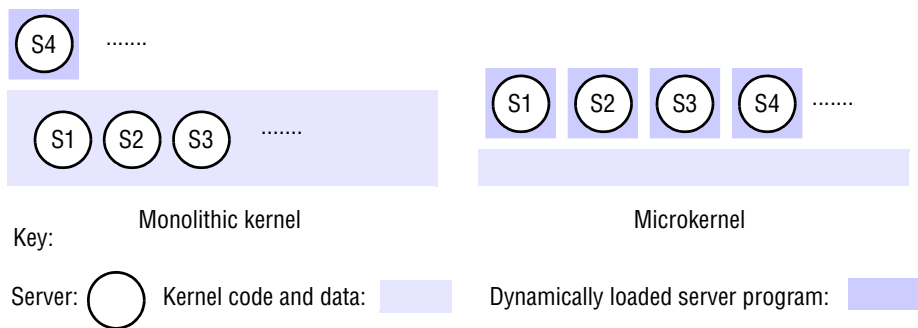 S4 .......
S1 S2 S3 .......
S1 S2 S3 S4 .......
Monolithic kernel
Microkernel
Key:
Server: Kernel code and data: Dynamically loaded server program: